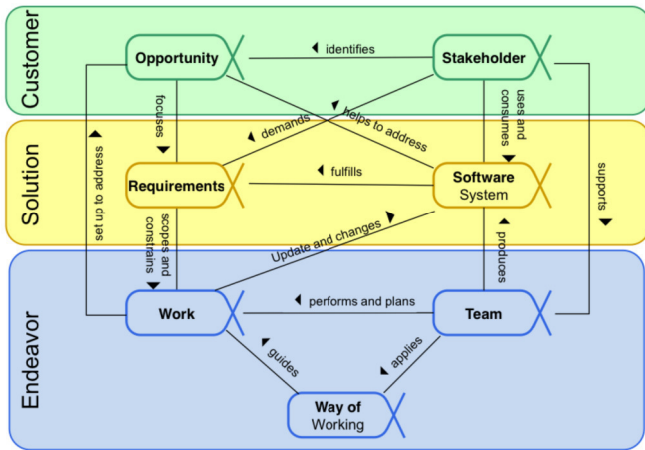 Customer
Opportunity
identifies
Stakeholder
focuses
demands
helps to address
uses and
consumes
set up to address
Solution
Requirements
fulfills
Software
System
supports
scopes and
constrains
Update and changes
produces
Endeavor
Work
performs and plans
Team
guides
applies
Way of
Working